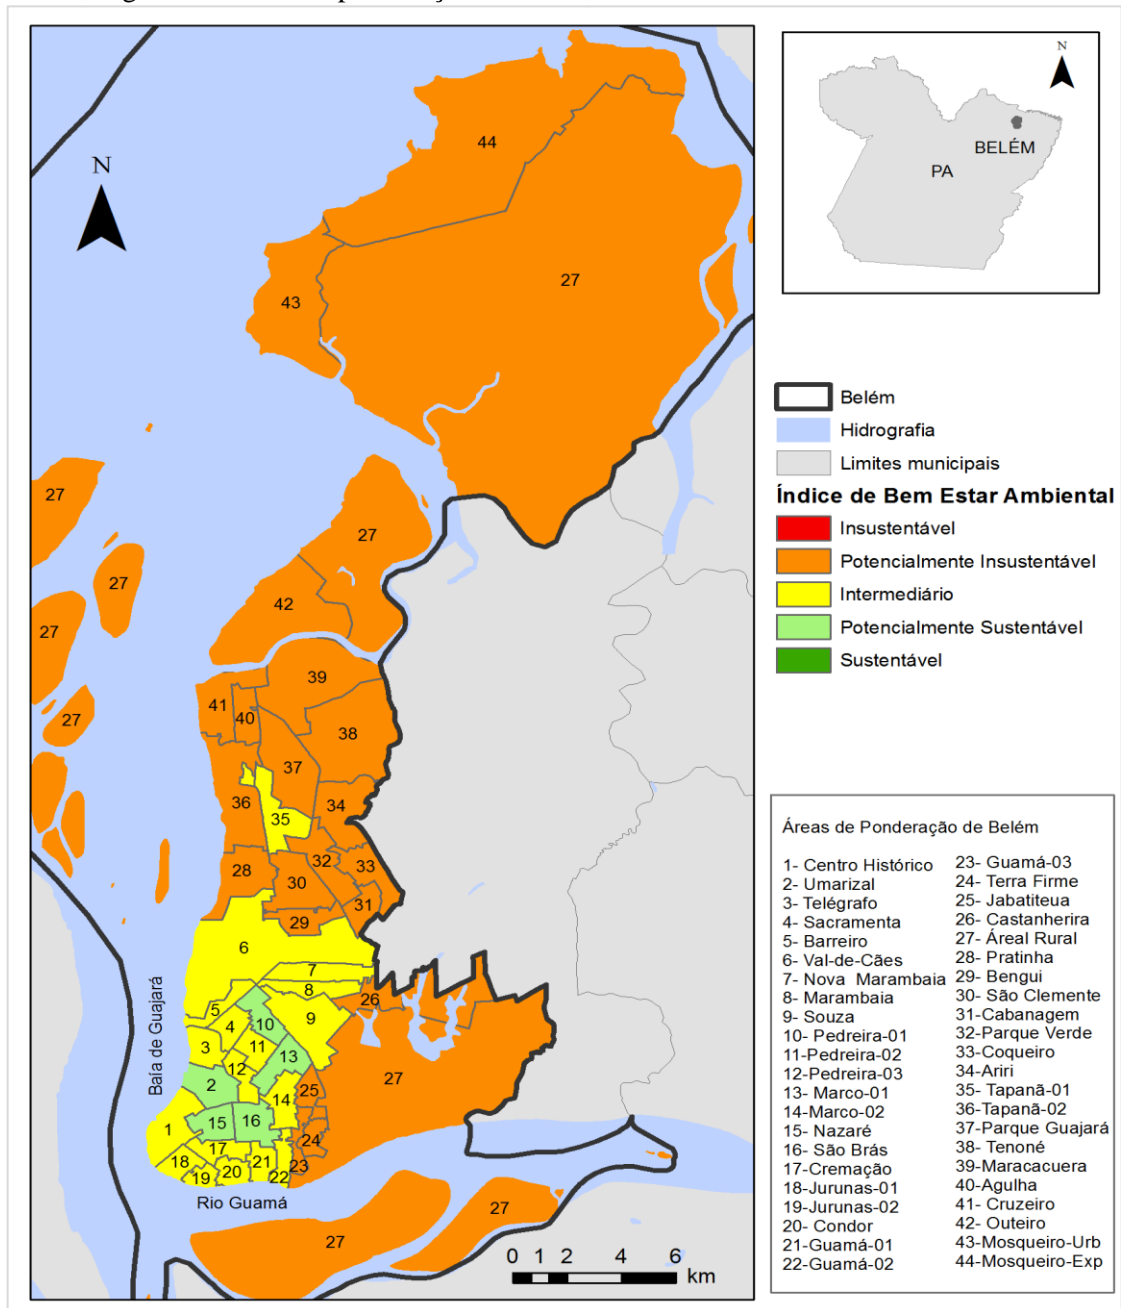 N
44
27
43
27
27
42
27
27
27
39
41
40
38
37
36
35
34
32
33
28
30
31
29
6
7
8
26
5
10
9
4
3
11
13
12
27
2
25
14
15
16
1
24
17
18
21
23
20
22
19
27
27
Baía de Guajará
Rio Guamá
0 1 2 4 6
km
N
BELÉM
PA
Belém
Hidrografia
Limites municipais
Índice de Bem Estar Ambiental
Insustentável
Potencialmente Insustentável
Intermediário
Potencialmente Sustentável
Sustentável
Áreas de Ponderação de Belém
1- Centro Histórico
2- Umarizal
3- Telégrafo
4- Sacramenta
5- Barreiro
6- Val-de-Cães
7- Nova Marambaia
8- Marambaia
9- Souza
10- Pedreira-01
11-Pedreira-02
12-Pedreira-03
13- Marco-01
14-Marco-02
15- Nazaré
16- São Brás
17-Cremação
18-Jurunas-01
19-Jurunas-02
20- Condor
21-Guamá-01
22-Guamá-02
23- Guamá-03
24- Terra Firme
25- Jabatiteua
26- Castanherira
27- Áreal Rural
28- Pratinha
29- Bengui
30- São Clemente
31-Cabanagem
32-Parque Verde
33-Coqueiro
34-Ariri
35- Tapanã-01
36-Tapanã-02
37-Parque Guajará
38- Tenoné
39-Maracacuera
40-Agulha
41- Cruzeiro
42- Outeiro
43-Mosqueiro-Urb
44-Mosqueiro-Exp